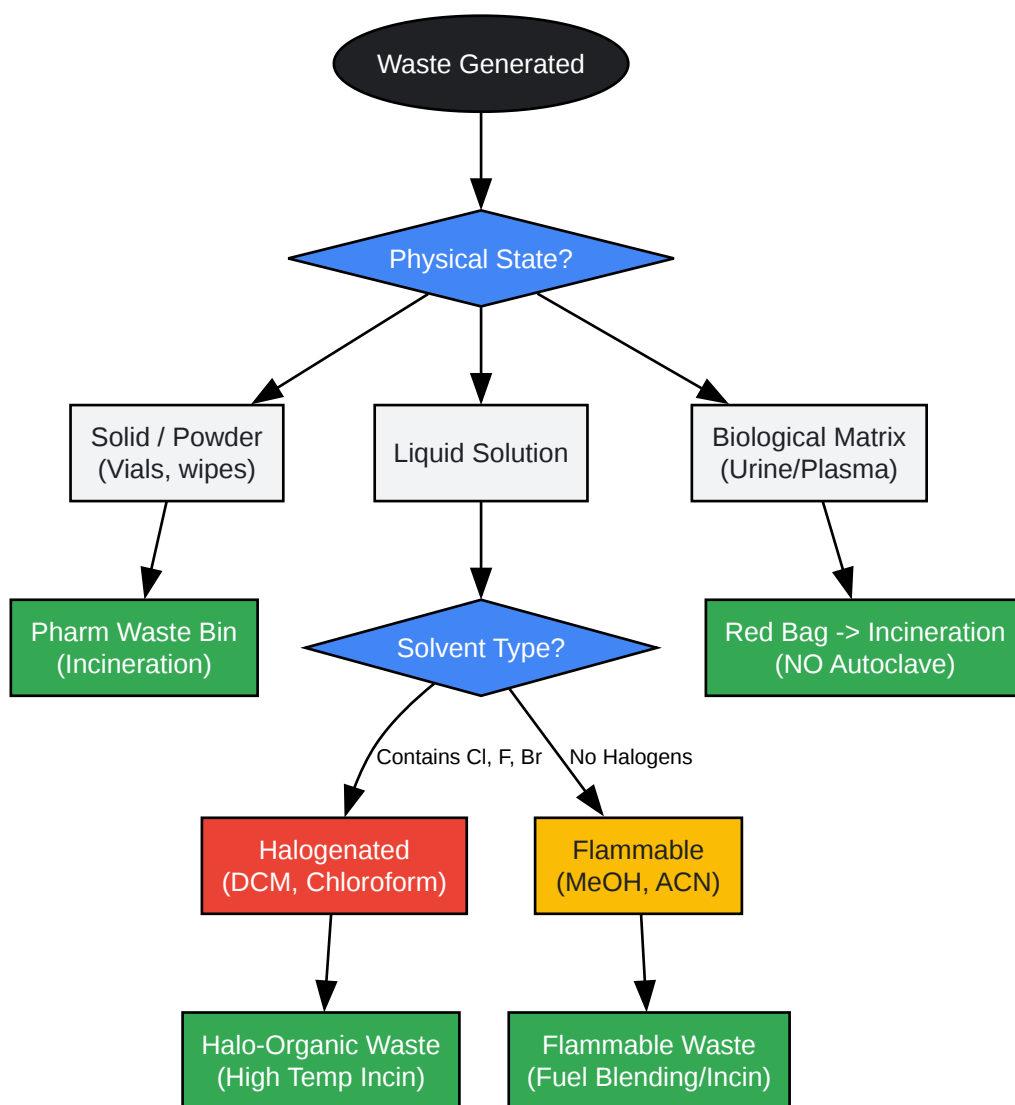 Waste Generated
Physical State?
Solid / Powder
(Vials, wipes)
Liquid Solution
Biological Matrix
(Urine/Plasma)
Pharm Waste Bin
(Incineration)
Solvent Type?
Red Bag -> Incineration
(NO Autoclave)
Contains Cl, F, Br
No Halogens
Halogenated
(DCM, Chloroform)
Flammable
(MeOH, ACN)
Halo-Organic Waste
(High Temp Incin)
Flammable Waste
(Fuel Blending/Incin)